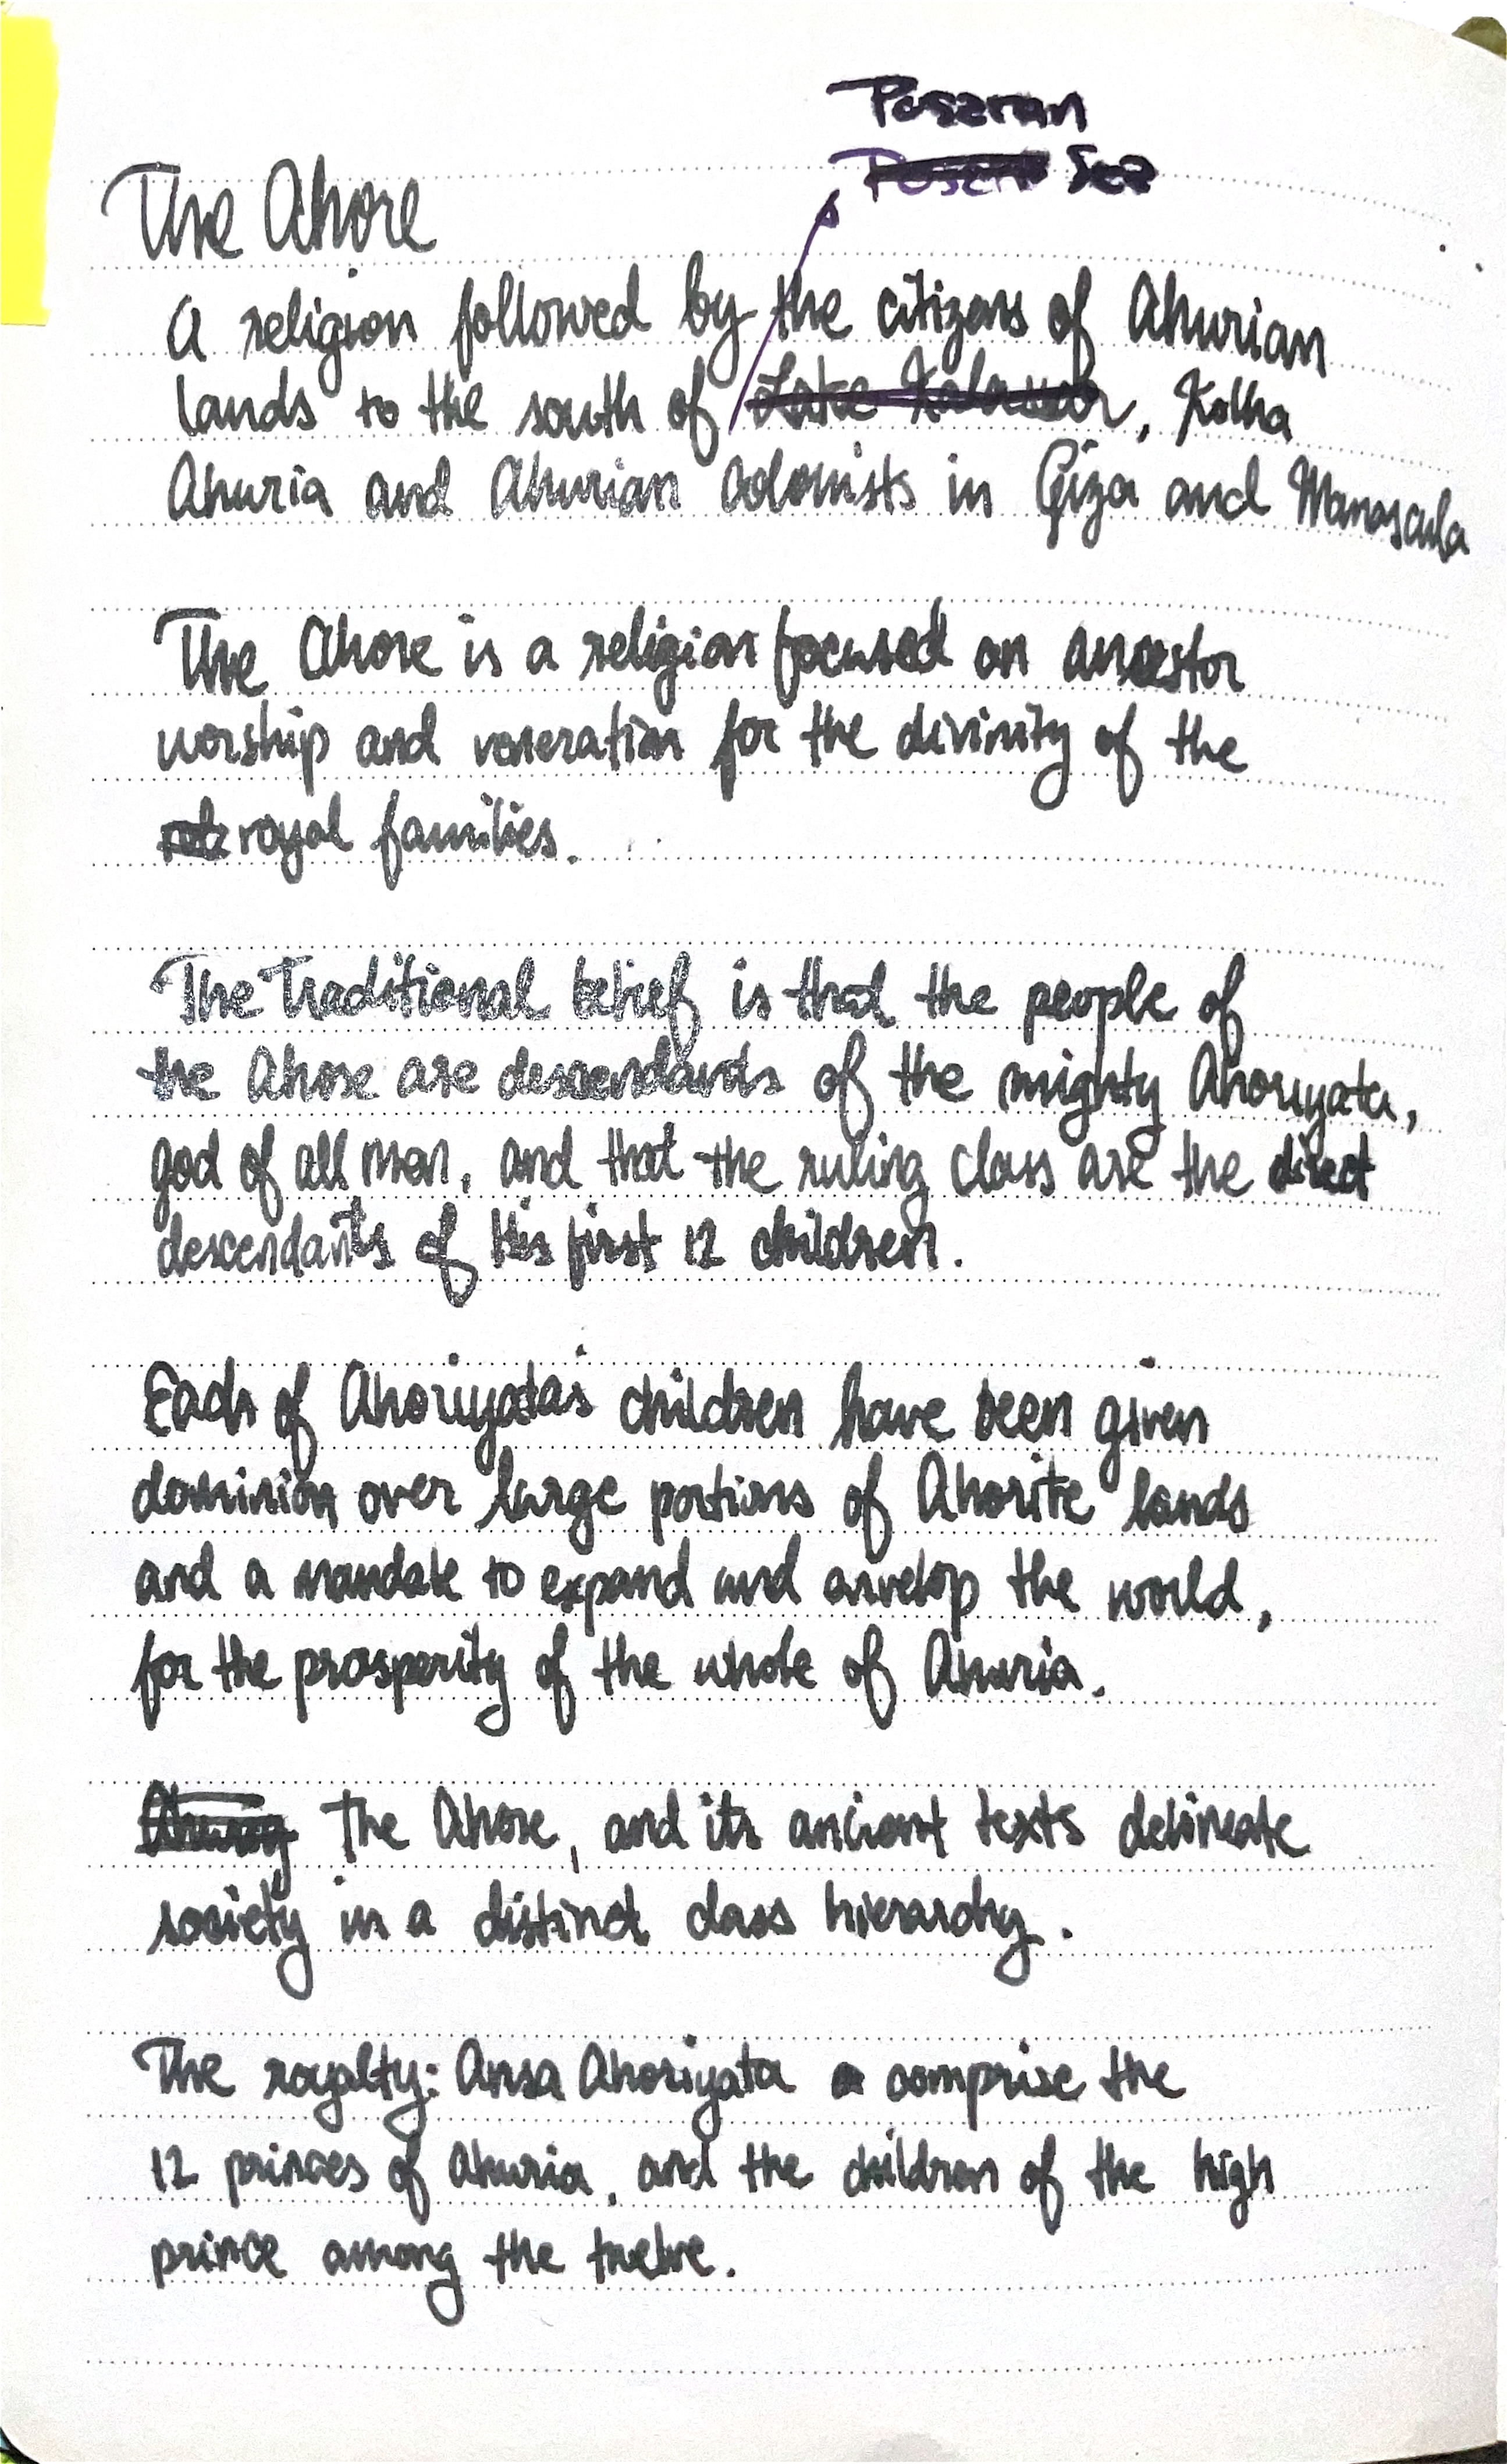 Peseran
Sea
The Ahore
A religion followed by the citizens of Ahurian
lands to the south of Lake, Kolha
Ahuria and Ahurian colonists in Giza and
The Ahore is a religion focused on ancestor
worship and veneration for the divinity of the
royal families.
The traditional belief is that the people of
the Ahore are descendants of the mighty Ahoriyata,
god of all men, and that the ruling class are the direct
descendants of His first 12 children.
Each of Ahoriyata's children have been given
dominion over large portions of Ahorite lands
and a mandate to expand and envelop the world,
for the prosperity of the whole of Ahuria.
The Ahore, and its ancient texts delineate
society in a distinct class hierarchy.
The royalty: Ansa Ahoriyata comprise the
12 princes of Ahuria, and the children of the high
prince among the twelve.